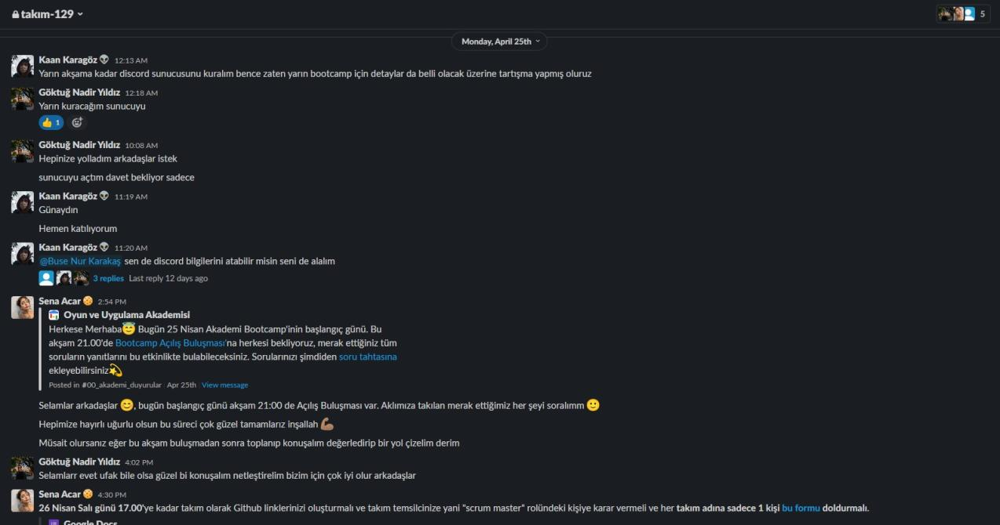 takım-129
5
Monday, April 25th
Kaan Karagöz 👽 12:13 AM
Yarın akşama kadar discord sunucusunu kuralım bence zaten yarın bootcamp için detaylar da belli olacak üzerine tartışma yapmış oluruz
Göktuğ Nadir Yıldız 12:18 AM
Yarın kuracağım sunucuyu
👍 1
Göktuğ Nadir Yıldız 10:08 AM
Hepinize yolladım arkadaşlar istek
sunucuyu açtım davet bekliyor sadece
Kaan Karagöz 👽 11:19 AM
Günaydın
Hemen katılıyorum
Kaan Karagöz 👽 11:20 AM
@Buse Nur Karakaş sen de discord bilgilerini atabilir misin seni de alalım
3 replies Last reply 12 days ago
Sena Acar 🍪 2:54 PM
Oyun ve Uygulama Akademisi
Herkese Merhaba😇 Bugün 25 Nisan Akademi Bootcamp'inin başlangıç günü. Bu
akşam 21.00'de Bootcamp Açılış Buluşması'na herkesi bekliyoruz, merak ettiğiniz tüm
soruların yanıtlarını bu etkinlikte bulabileceksiniz. Sorularınızı şimdiden soru tahtasına
ekleyebilirsiniz💫
Posted in #00_akademi_duyurular Apr 25th View message
Selamlar arkadaşlar 😊, bugün başlangıç günü akşam 21:00 de Açılış Buluşması var. Aklımıza takılan merak ettiğimiz her şeyi soralımm 🙂
Hepimize hayırlı uğurlu olsun bu süreci çok güzel tamamlarız inşallah 💪🏽
Müsait olursanız eğer bu akşam buluşmadan sonra toplanıp konuşalım değerledirip bir yol çizelim derim
Göktuğ Nadir Yıldız 4:02 PM
Selamlarr evet ufak bile olsa güzel bi konuşalım netleştirelim bizim için çok iyi olur arkadaşlar
Sena Acar 🍪 4:30 PM
26 Nisan Salı günü 17.00'ye kadar takım olarak Github linklerinizi oluşturmalı ve takım temsilcinize yani "scrum master" rolündeki kişiye karar vermeli ve her takım adına sadece 1 kişi bu formu doldurmalı.
Google Docs